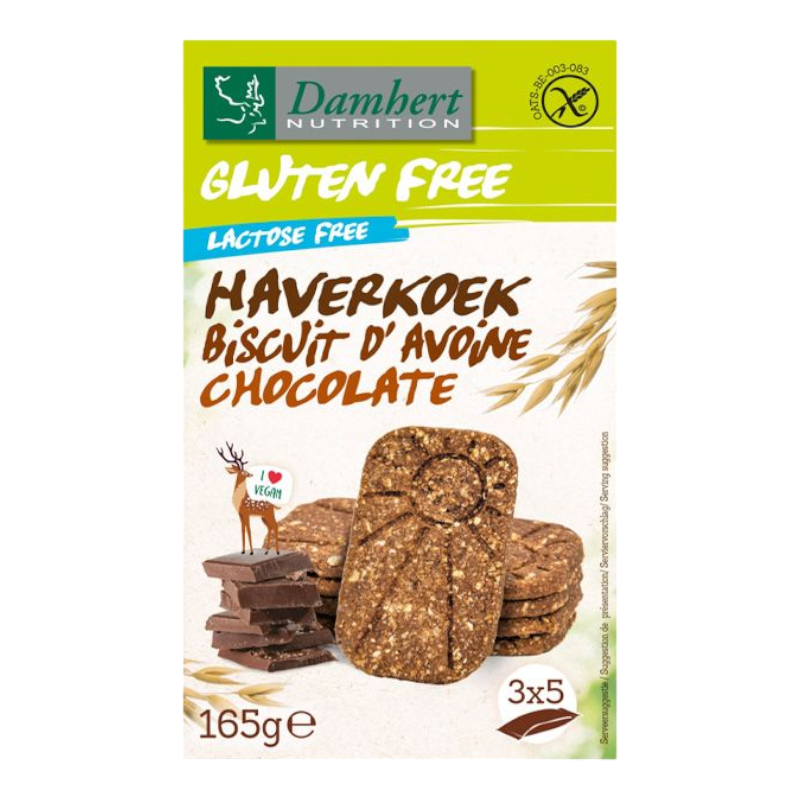 Damhert
NUTRITION
OATS-BE-003-083
GLUTEN FREE
LACTOSE FREE
HAVERKOEK
BISCUIT D'AVOINE
CHOCOLATE
I ❤
VEGAN
3x5
165g ℮
Serveersuggestie / Suggestion de présentation/ Serviervorschlag/ Serving suggestion